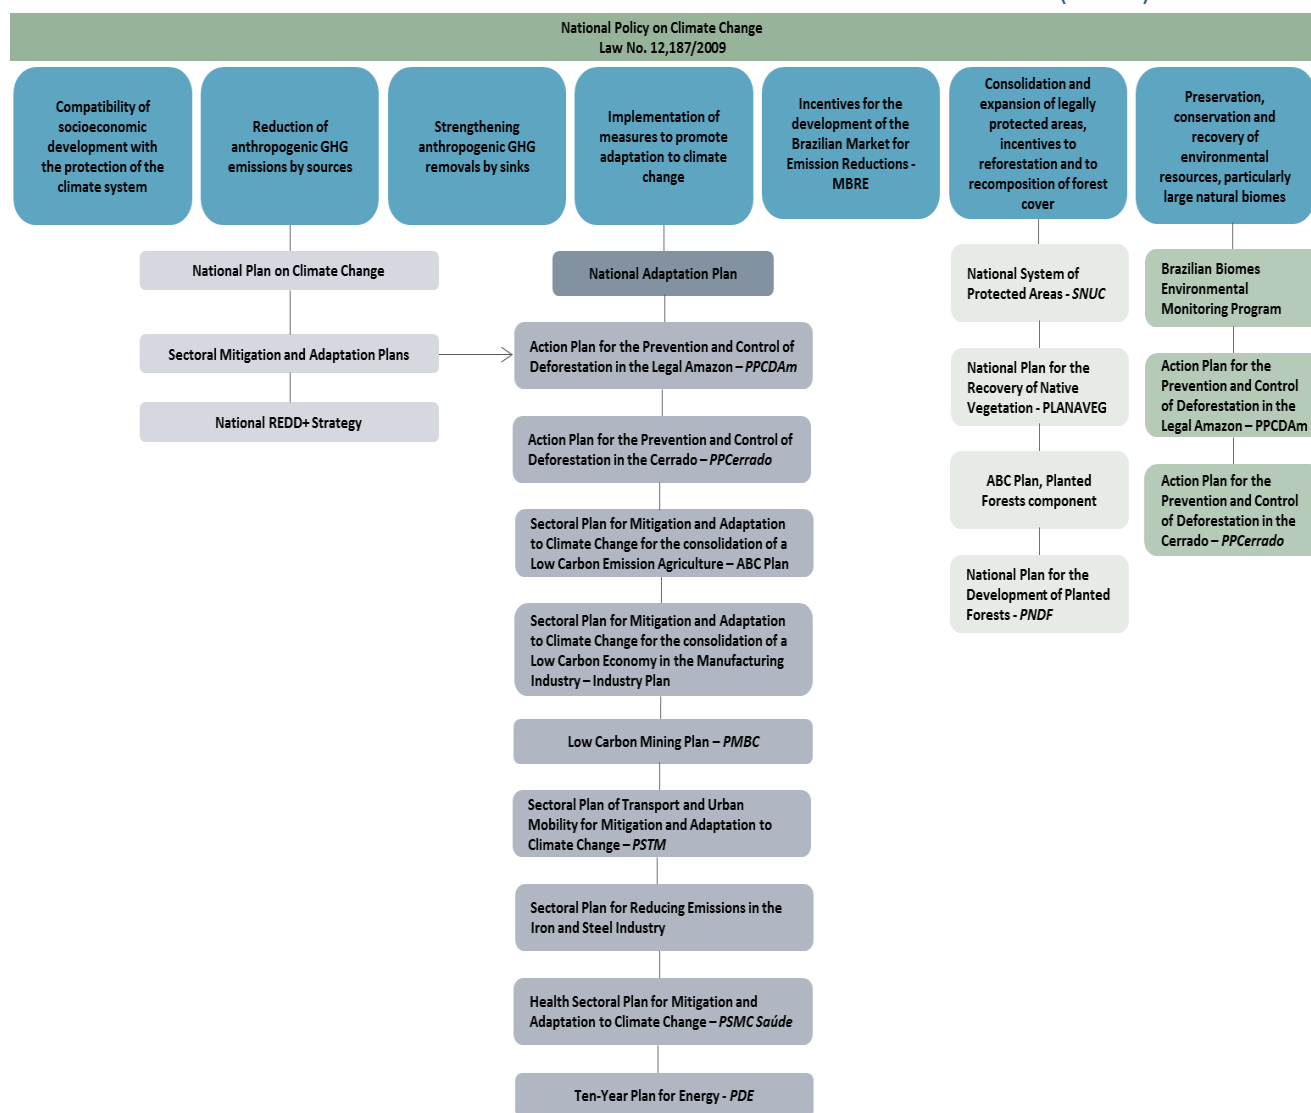 National Policy on Climate Change
Law No. 12,187/2009
Compatibility of
socioeconomic
development with
the protection of the
climate system
Reduction of
anthropogenic GHG
emissions by sources
Strengthening
anthropogenic GHG
removals by sinks
Implementation of
measures to promote
adaptation to climate
change
Incentives for the
development of the
Brazilian Market for
Emission Reductions -
MBRE
Consolidation and
expansion of legally
protected areas,
incentives to
reforestation and to
recomposition of forest
cover
Preservation,
conservation and
recovery of
environmental
resources, particularly
large natural biomes
National Plan on Climate Change
Sectoral Mitigation and Adaptation Plans
National REDD+ Strategy
National Adaptation Plan
Action Plan for the Prevention and Control of
Deforestation in the Legal Amazon – PPCDAm
Action Plan for the Prevention and Control of
Deforestation in the Cerrado – PPCerrado
Sectoral Plan for Mitigation and Adaptation
to Climate Change for the consolidation of a
Low Carbon Emission Agriculture – ABC Plan
Sectoral Plan for Mitigation and Adaptation
to Climate Change for the consolidation of a
Low Carbon Economy in the Manufacturing
Industry – Industry Plan
Low Carbon Mining Plan – PMBC
Sectoral Plan of Transport and Urban
Mobility for Mitigation and Adaptation to
Climate Change – PSTM
Sectoral Plan for Reducing Emissions in the
Iron and Steel Industry
Health Sectoral Plan for Mitigation and
Adaptation to Climate Change – PSMC Saúde
Ten-Year Plan for Energy - PDE
National System of
Protected Areas - SNUC
National Plan for the
Recovery of Native
Vegetation - PLANAVEG
ABC Plan, Planted
Forests component
National Plan for the
Development of Planted
Forests - PNDF
Brazilian Biomes
Environmental
Monitoring Program
Action Plan for the
Prevention and Control
of Deforestation in the
Legal Amazon – PPCDAm
Action Plan for the
Prevention and Control
of Deforestation in the
Cerrado – PPCerrado